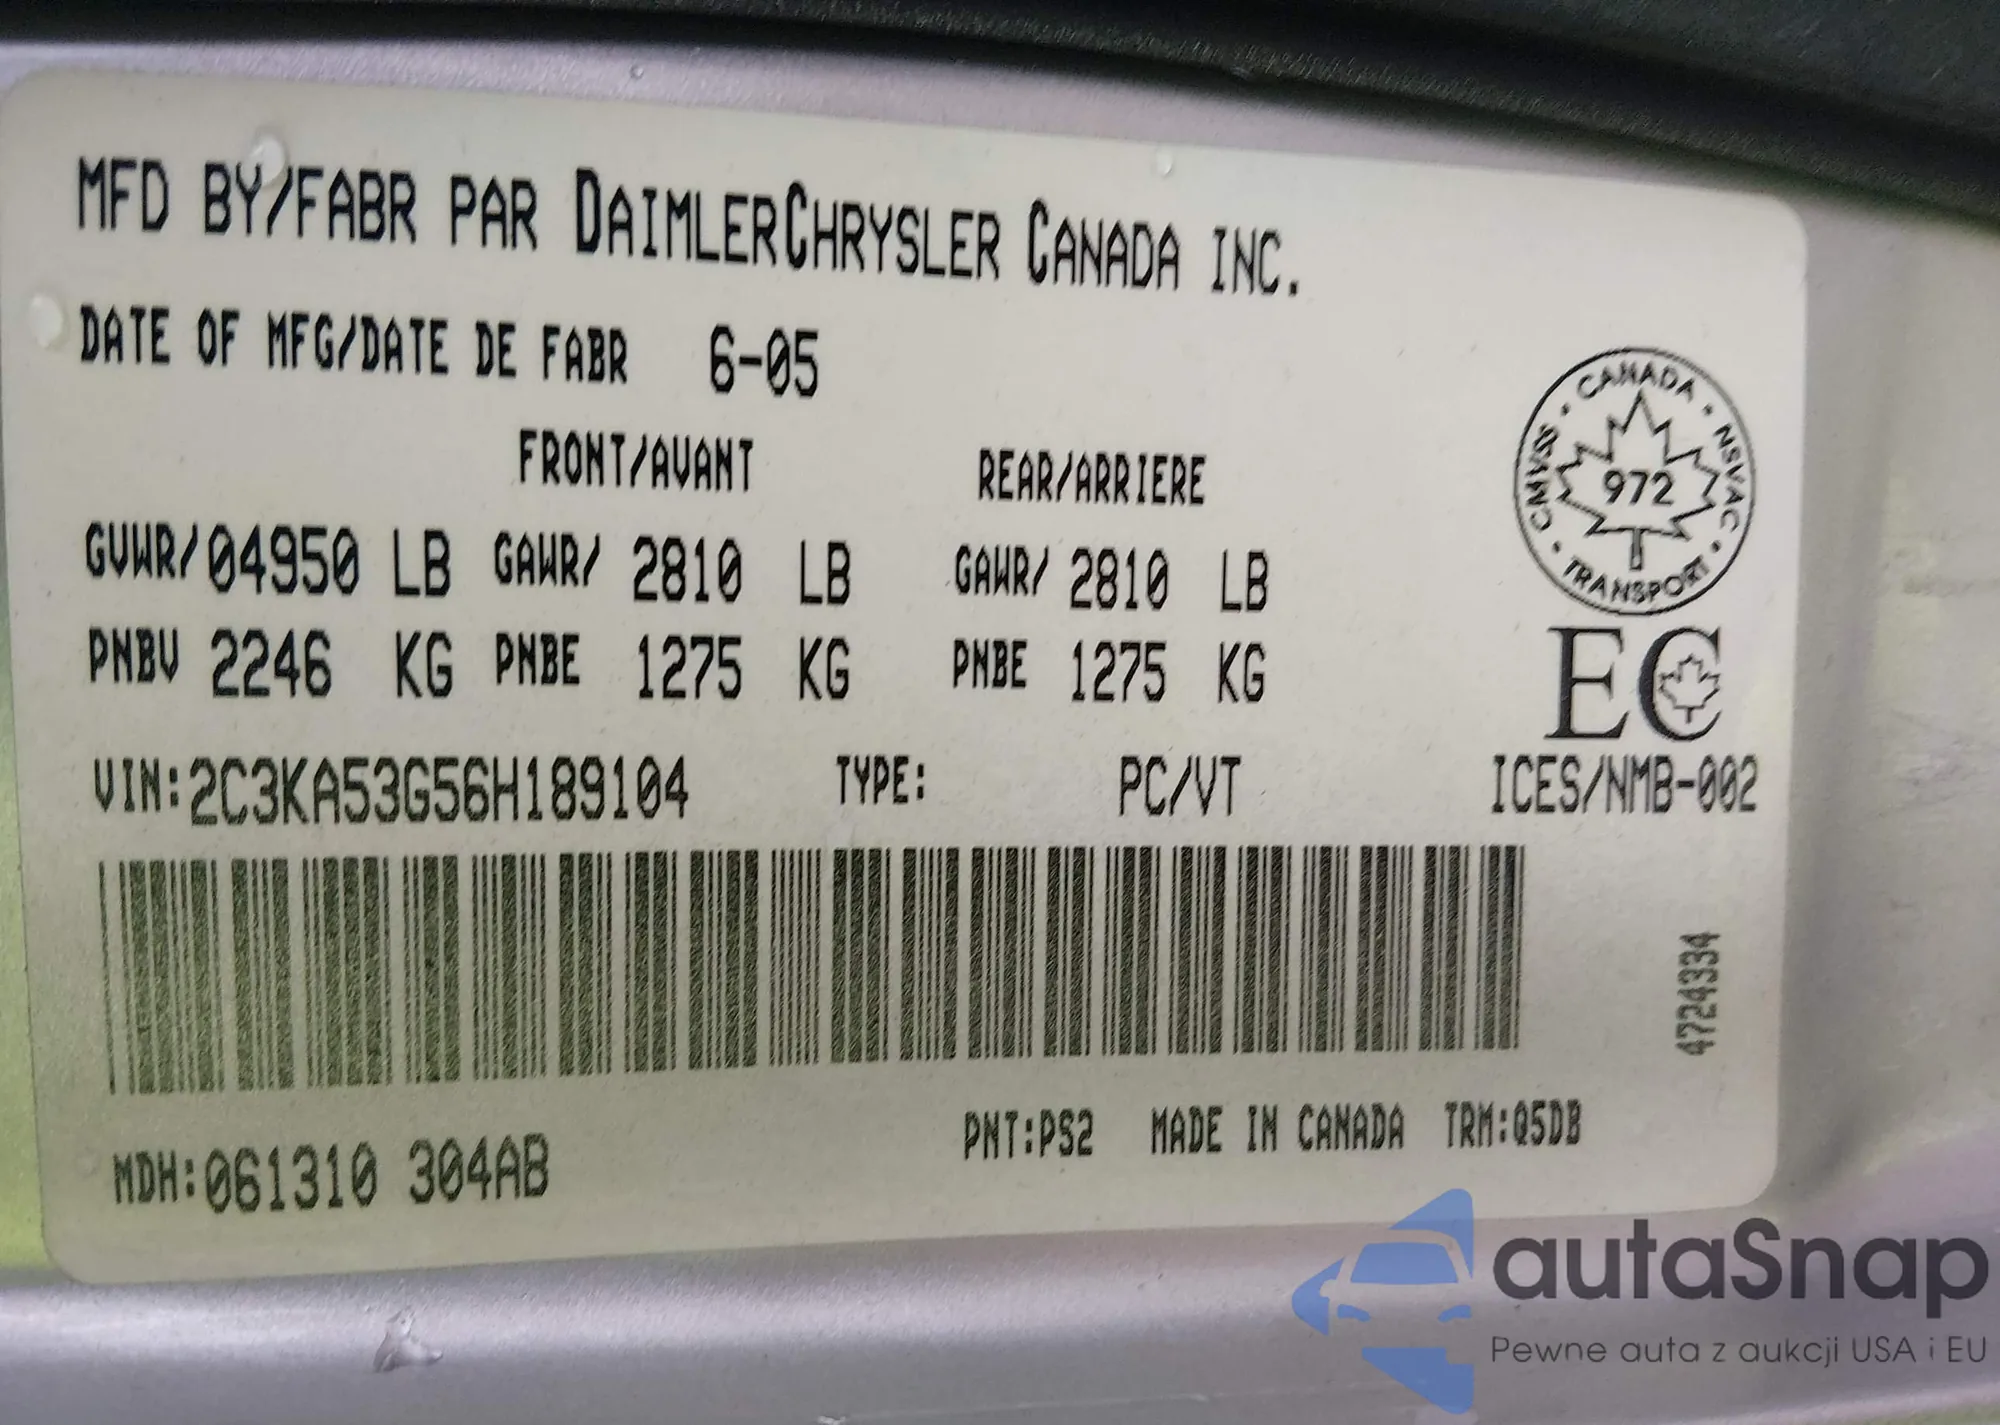 MFD BY/FABR PAR DAIMLERCHRYSLER CANADA INC.
DATE OF MFG/DATE DE FABR 6-05
FRONT/AVANT REAR/ARRIERE
GVWR/04950 LB GAWR/ 2810 LB GAWR/ 2810 LB
PNBV 2246 KG PNBE 1275 KG PNBE 1275 KG
CANADA · NSVAC · TRANSPORT · CMVSS ·
972
EC
VIN:2C3KA53G56H189104 TYPE: PC/VT ICES/NMB-002
4724334
PNT:PS2 MADE IN CANADA TRM:Q5DB
MDH:061310 304AB
autaSnap
Pewne auta z aukcji USA i EU